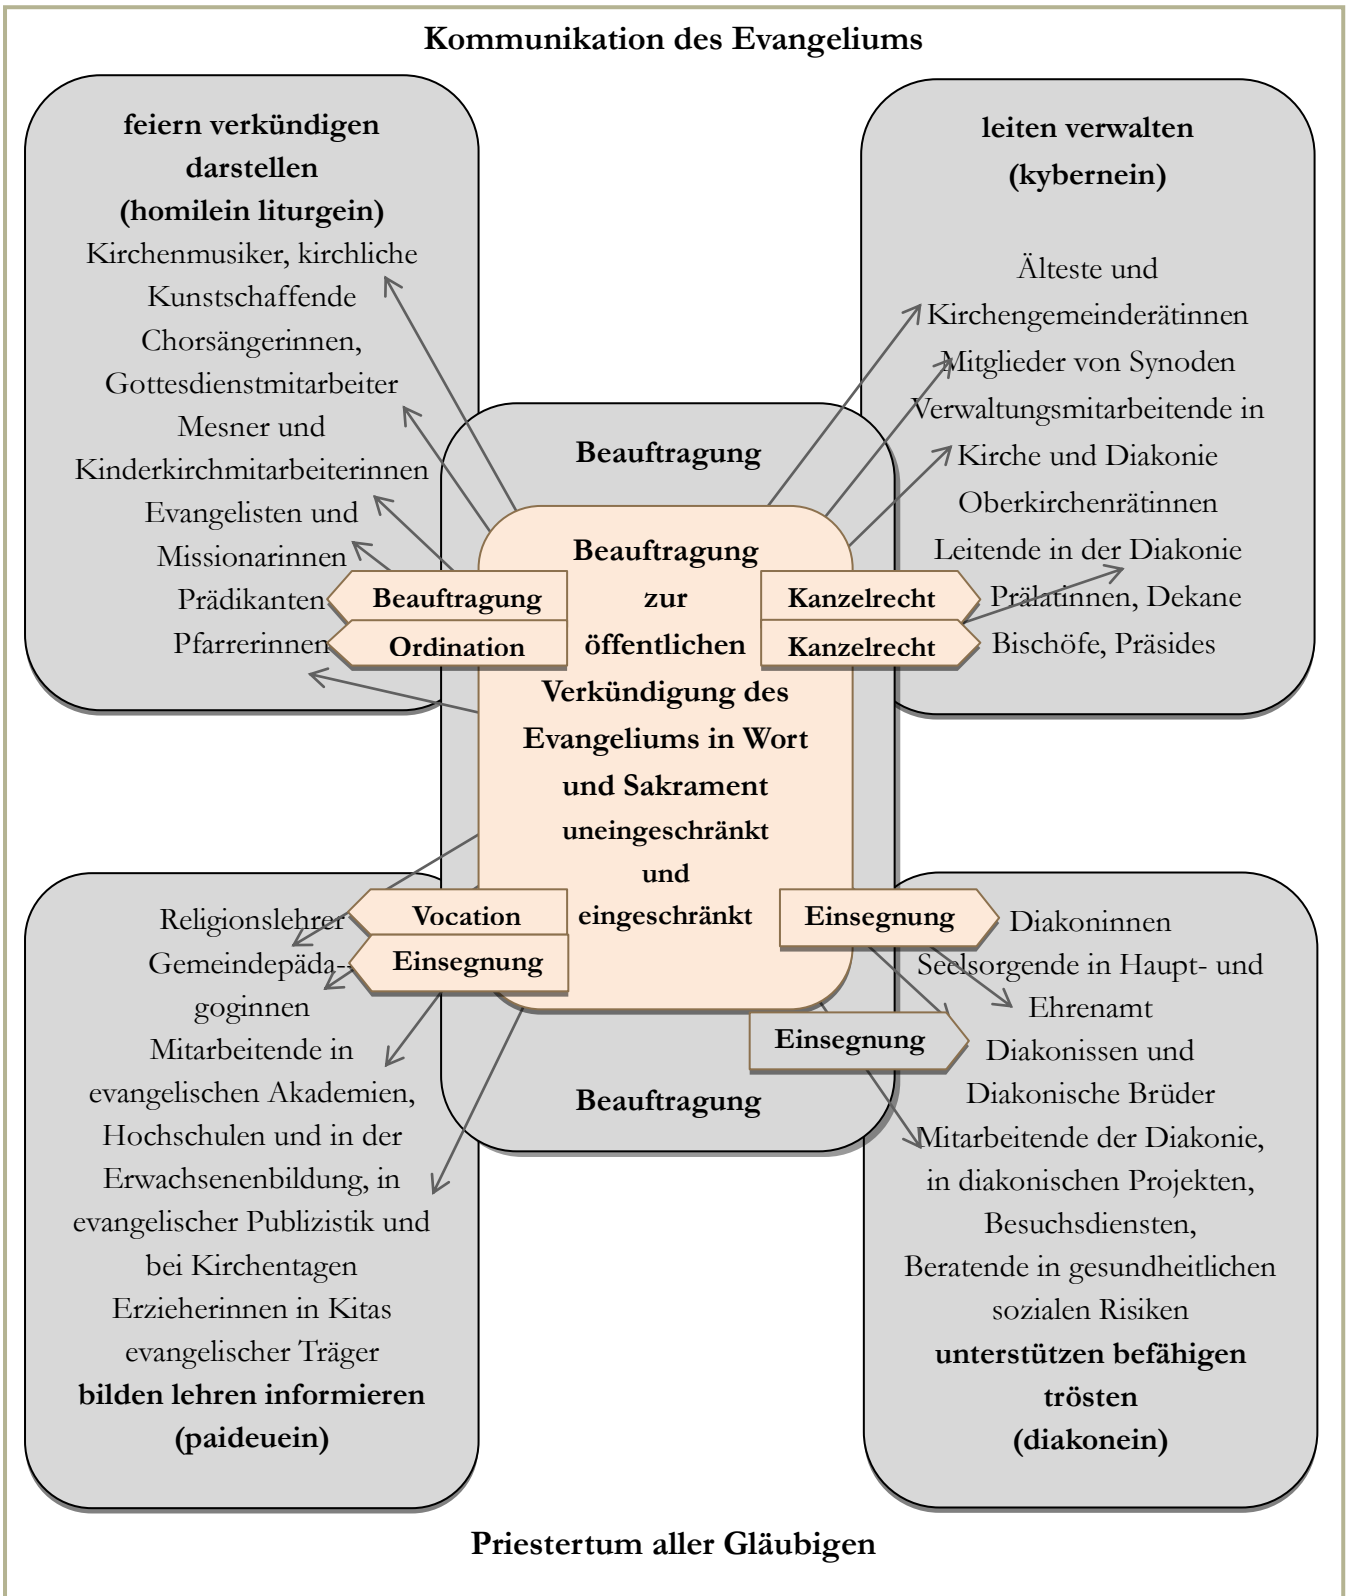 Kommunikation des Evangeliums
feiern verkündigen
darstellen
(homilein liturgein)
Kirchenmusiker, kirchliche
Kunstschaffende
Chorsängerinnen,
Gottesdienstmitarbeiter
Mesner und
Kinderkirchmitarbeiterinnen
Evangelisten und
Missionarinnen
Prädikanten
Pfarrerinnen
leiten verwalten
(kybernein)
Älteste und
Kirchengemeinderätinnen
Mitglieder von Synoden
Verwaltungsmitarbeitende in
Kirche und Diakonie
Oberkirchenrätinnen
Leitende in der Diakonie
Prälatinnen, Dekane
Bischöfe, Präsides
Beauftragung
Beauftragung
zur
öffentlichen
Verkündigung des
Evangeliums in Wort
und Sakrament
uneingeschränkt
und
eingeschränkt
Beauftragung
Ordination
Kanzelrecht
Kanzelrecht
Vocation
Einsegnung
Einsegnung
Einsegnung
Beauftragung
Religionslehrer
Gemeindepäda--
goginnen
Mitarbeitende in
evangelischen Akademien,
Hochschulen und in der
Erwachsenenbildung, in
evangelischer Publizistik und
bei Kirchentagen
Erzieherinnen in Kitas
evangelischer Träger
bilden lehren informieren
(paideuein)
Diakoninnen
Seelsorgende in Haupt- und
Ehrenamt
Diakonissen und
Diakonische Brüder
Mitarbeitende der Diakonie,
in diakonischen Projekten,
Besuchsdiensten,
Beratende in gesundheitlichen
sozialen Risiken
unterstützen befähigen
trösten
(diakonein)
Priestertum aller Gläubigen